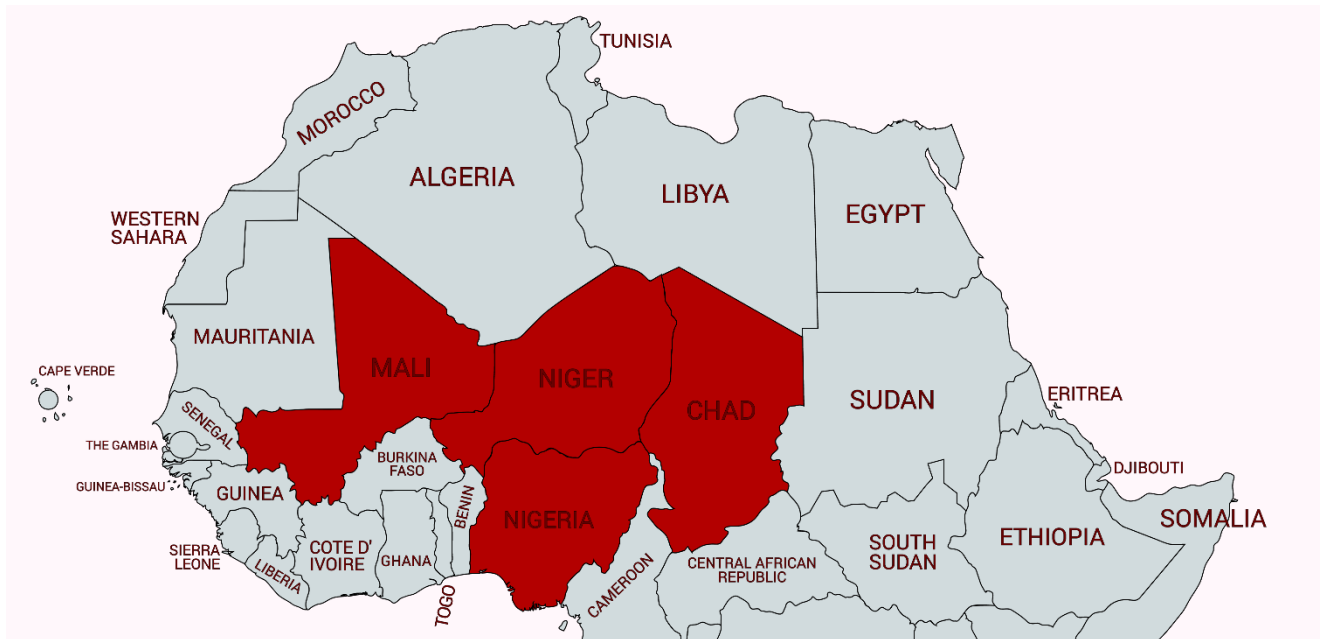 TUNISIA
MOROCCO
ALGERIA
LIBYA
EGYPT
WESTERN
SAHARA
MAURITANIA
MALI
NIGER
CHAD
SUDAN
CAPE VERDE
ERITREA
SENEGAL
THE GAMBIA
BURKINA
FASO
DJIBOUTI
GUINEA-BISSAU
GUINEA
BENIN
NIGERIA
SOMALIA
SIERRA
LEONE
LIBERIA
COTE D'
IVOIRE
GHANA
TOGO
CAMEROON
CENTRAL AFRICAN
REPUBLIC
SOUTH
SUDAN
ETHIOPIA